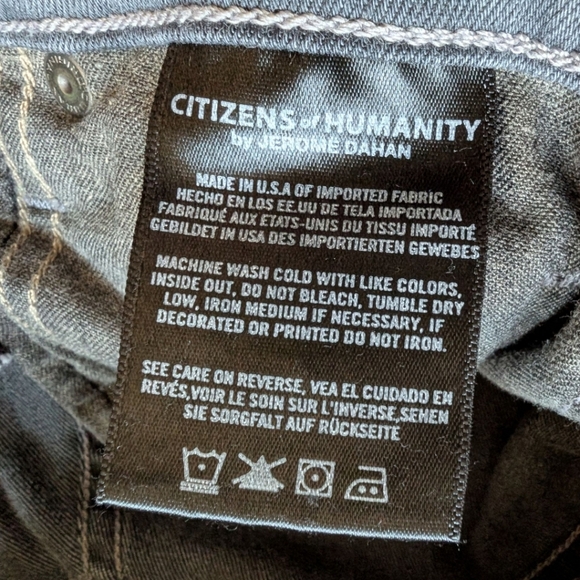 CITIZENS of HUMANITY
by JEROME DAHAN
MADE IN U.S.A OF IMPORTED FABRIC
HECHO EN LOS EE.UU DE TELA IMPORTADA
FABRIQUÉ AUX ETATS-UNIS DU TISSU IMPORTÉ
GEBILDET IN USA DES IMPORTIERTEN GEWEBES
MACHINE WASH COLD WITH LIKE COLORS,
INSIDE OUT, DO NOT BLEACH, TUMBLE DRY
LOW, IRON MEDIUM IF NECESSARY, IF
DECORATED OR PRINTED DO NOT IRON.
SEE CARE ON REVERSE, VEA EL CUIDADO EN
REVÉS,VOIR LE SOIN SUR L'INVERSE,SEHEN
SIE SORGFALT AUF RÜCKSEITE